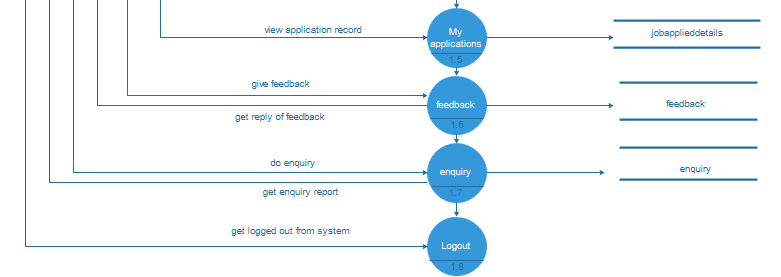 view application record
My
applications
1.5
jobapplieddetails
give feedback
feedback
1.6
feedback
get reply of feedback
do enquiry
enquiry
1.7
enquiry
get enquiry report
get logged out from system
Logout
1.8